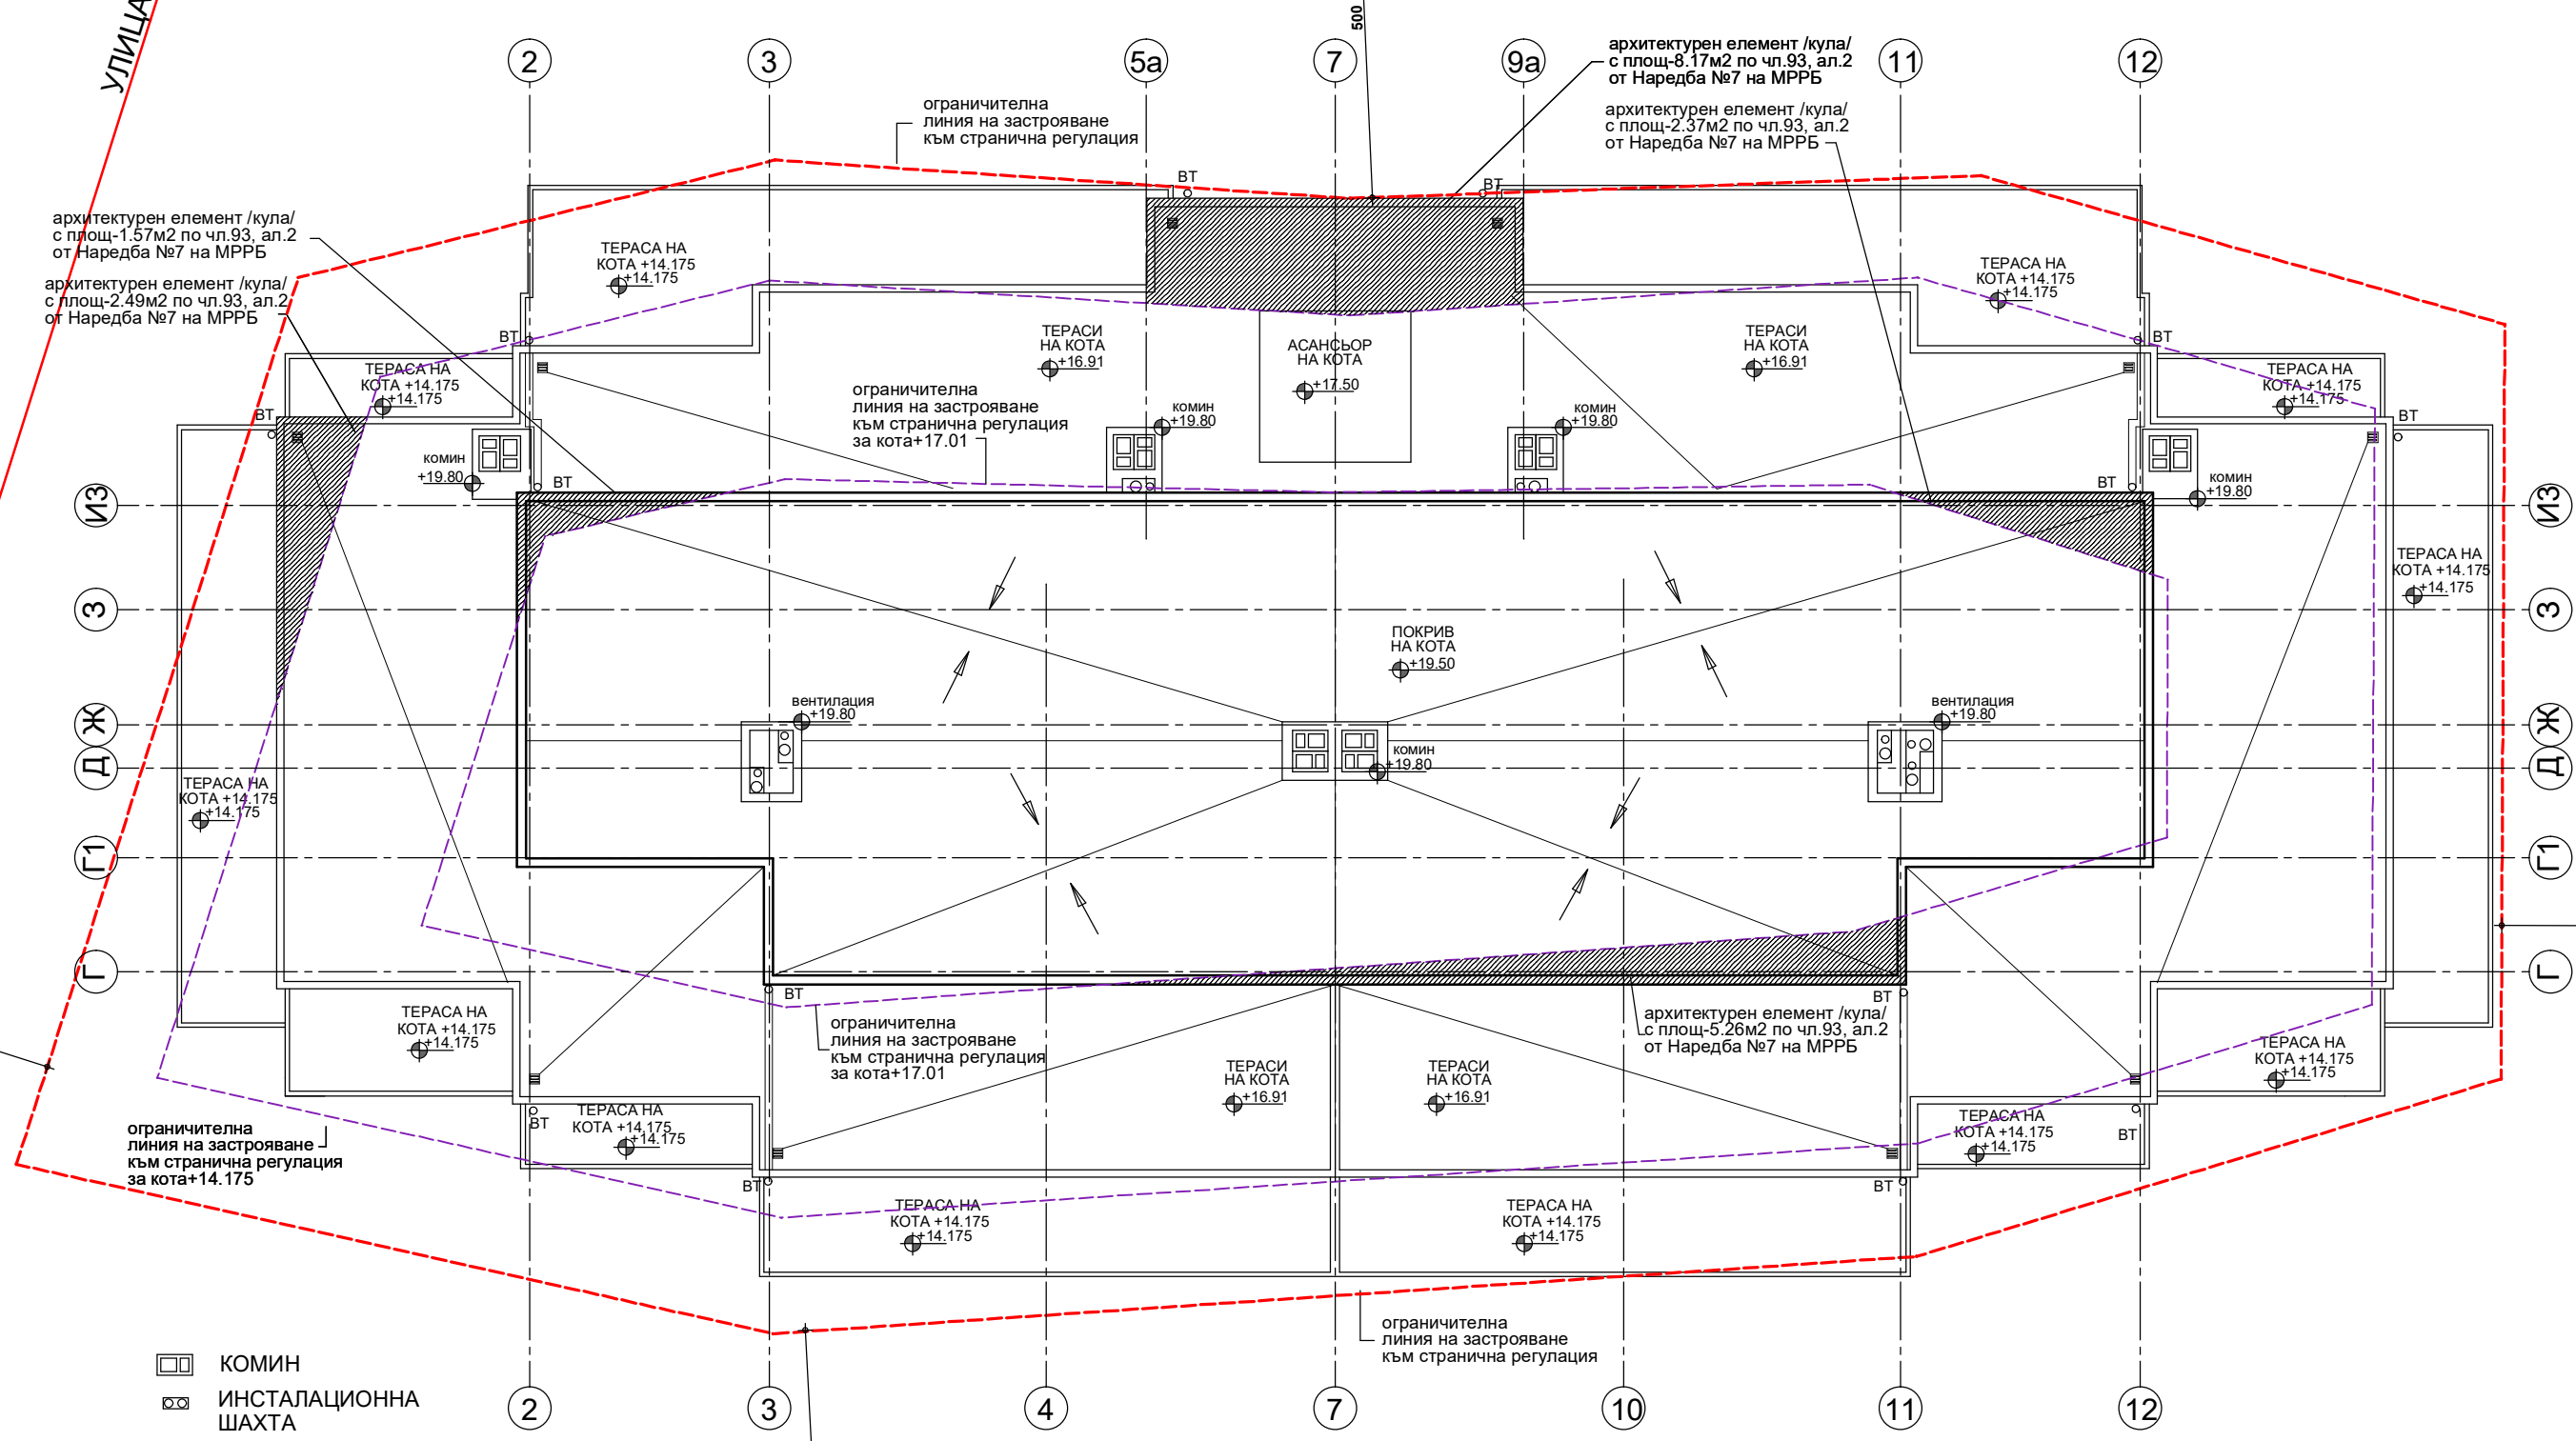 УЛИЦА
500
2
3
5а
7
9а
11
12
архитектурен елемент /кула/
с площ-8.17м2 по чл.93, ал.2
от Наредба №7 на МРРБ
ограничителна
линия на застрояване
към странична регулация
архитектурен елемент /кула/
с площ-2.37м2 по чл.93, ал.2
от Наредба №7 на МРРБ
ВТ
ВТ
архитектурен елемент /кула/
с площ-1.57м2 по чл.93, ал.2
от Наредба №7 на МРРБ
ТЕРАСА НА
КОТА +14.175
+14.175
ТЕРАСА НА
КОТА +14.175
+14.175
архитектурен елемент /кула/
с площ-2.49м2 по чл.93, ал.2
от Наредба №7 на МРРБ
ВТ
ТЕРАСИ
НА КОТА
+16.91
АСАНСЬОР
НА КОТА
+17.50
ТЕРАСИ
НА КОТА
+16.91
ВТ
ТЕРАСА НА
КОТА +14.175
+14.175
ТЕРАСА НА
КОТА +14.175
+14.175
ограничителна
линия на застрояване
към странична регулация
за кота+17.01
ВТ
комин
+19.80
комин
+19.80
ВТ
комин
+19.80
ВТ
ВТ
комин
+19.80
ИЗ
ИЗ
ТЕРАСА НА
КОТА +14.175
+14.175
З
З
ПОКРИВ
НА КОТА
+19.50
вентилация
+19.80
вентилация
+19.80
Ж
Ж
комин
+19.80
Д
Д
ТЕРАСА НА
КОТА +14.175
+14.175
Г1
Г1
Г
Г
ВТ
ВТ
ТЕРАСА НА
КОТА +14.175
+14.175
ограничителна
линия на застрояване
към странична регулация
за кота+17.01
архитектурен елемент /кула/
с площ-5.26м2 по чл.93, ал.2
от Наредба №7 на МРРБ
ТЕРАСИ
НА КОТА
+16.91
ТЕРАСИ
НА КОТА
+16.91
ТЕРАСА НА
КОТА +14.175
+14.175
ограничителна
линия на застрояване
към странична регулация
за кота+14.175
ВТ
ТЕРАСА НА
КОТА +14.175
+14.175
ТЕРАСА НА
КОТА +14.175
+14.175
ВТ
ВТ
ВТ
ТЕРАСА НА
КОТА +14.175
+14.175
ТЕРАСА НА
КОТА +14.175
+14.175
ограничителна
линия на застрояване
към странична регулация
КОМИН
ИНСТАЛАЦИОННА
ШАХТА
2
3
4
7
10
11
12